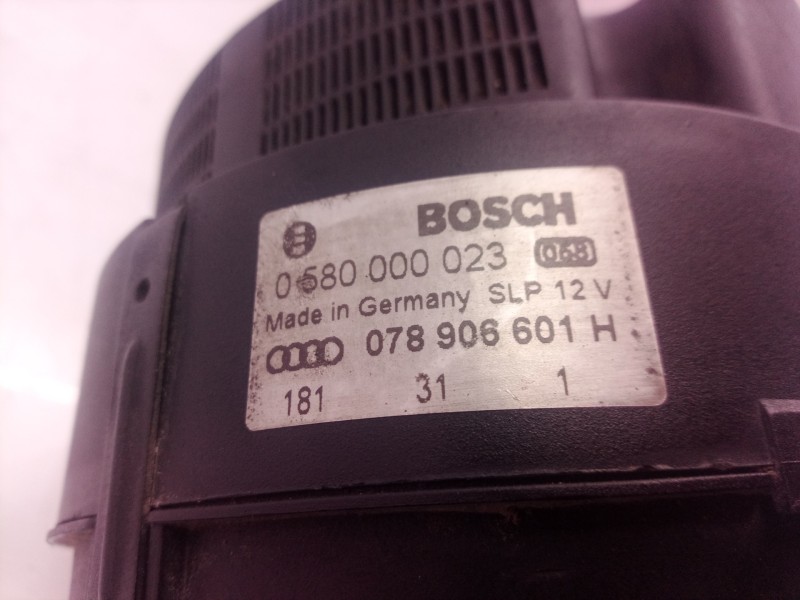 BOSCH
0 580 000 023 068
Made in Germany SLP 12 V
078 906 601 H
181 31 1